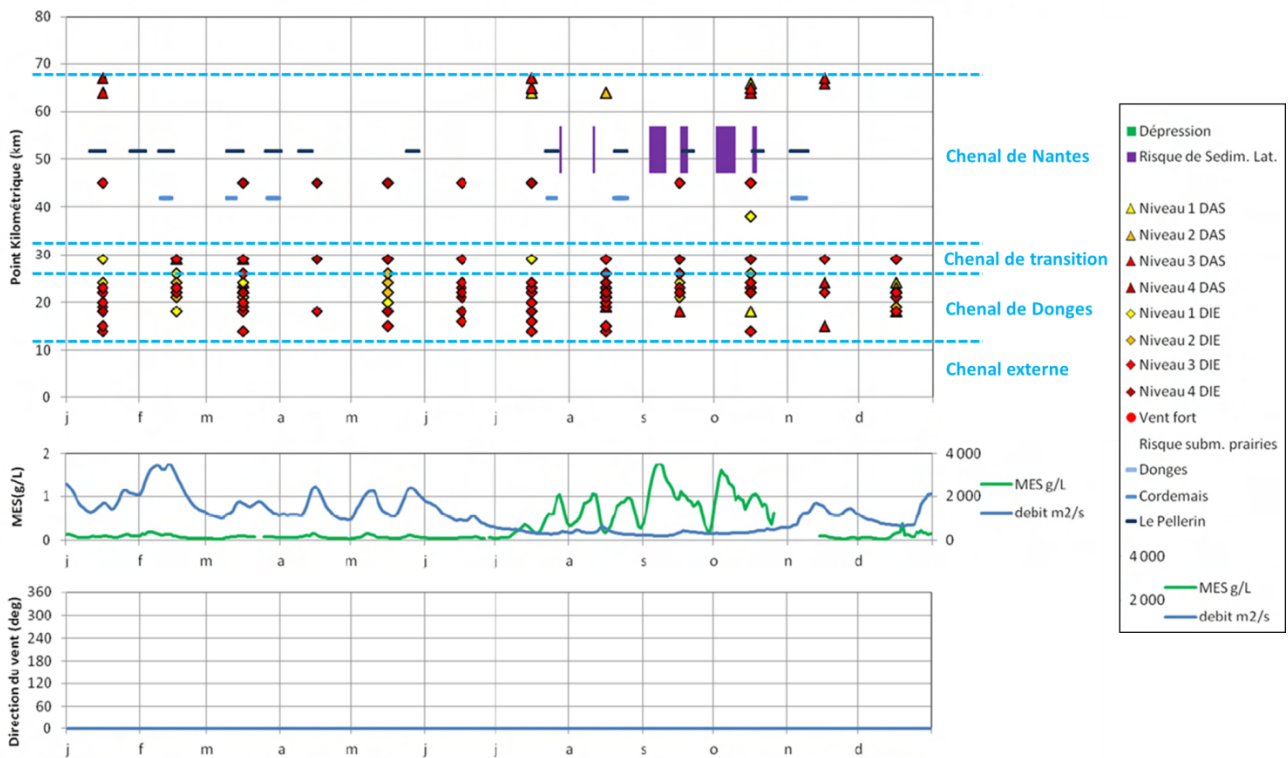 80
70
60
50
40
30
20
10
0
Point Kilométrique (km)
j f m a m j j a s o n d
Chenal de Nantes
Chenal de transition
Chenal de Donges
Chenal externe
Dépression
Risque de Sedim. Lat.
Niveau 1 DAS
Niveau 2 DAS
Niveau 3 DAS
Niveau 4 DAS
Niveau 1 DIE
Niveau 2 DIE
Niveau 3 DIE
Niveau 4 DIE
Vent fort
Risque subm. prairies
Donges
Cordemais
Le Pellerin
4 000
MES g/L
2 000
debit m2/s
2
1
0
MES(g/L)
4 000
2 000
0
MES g/L
debit m2/s
j f m a m j j a s o n d
360
300
240
180
120
60
0
Direction du vent (deg)
j f m a m j j a s o n d